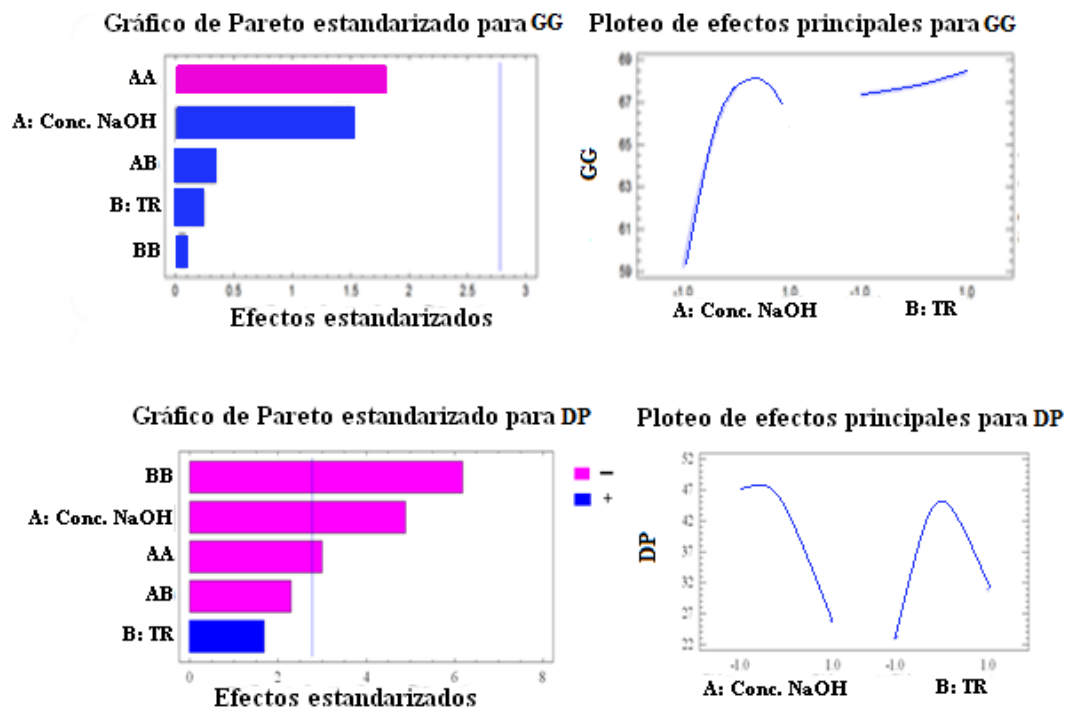 Gráfico de Pareto estandarizado para GG
AA
A: Conc. NaOH
AB
B: TR
BB
0 0.5 1 1.5 2 2.5 3
Efectos estandarizados
Ploteo de efectos principales para GG
GG
69
67
65
63
61
59
-1.0 1.0 -1.0 1.0
A: Conc. NaOH B: TR
Gráfico de Pareto estandarizado para DP
BB
A: Conc. NaOH
AA
AB
B: TR
0 2 4 6 8
Efectos estandarizados
−
+
Ploteo de efectos principales para DP
DP
52
47
42
37
32
27
22
-1.0 1.0 -1.0 1.0
A: Conc. NaOH B: TR